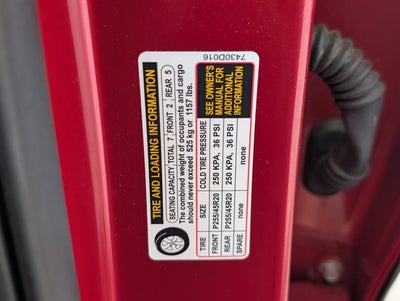 7430D016
TIRE AND LOADING INFORMATION
SEATING CAPACITY TOTAL 7 FRONT 2 REAR 5
The combined weight of occupants and cargo
should never exceed 525 kg or 1157 lbs.
TIRE SIZE COLD TIRE PRESSURE
FRONT P255/45R20 250 KPA, 36 PSI
REAR P255/45R20 250 KPA, 36 PSI
SPARE none none
SEE OWNER'S
MANUAL FOR
ADDITIONAL
INFORMATION